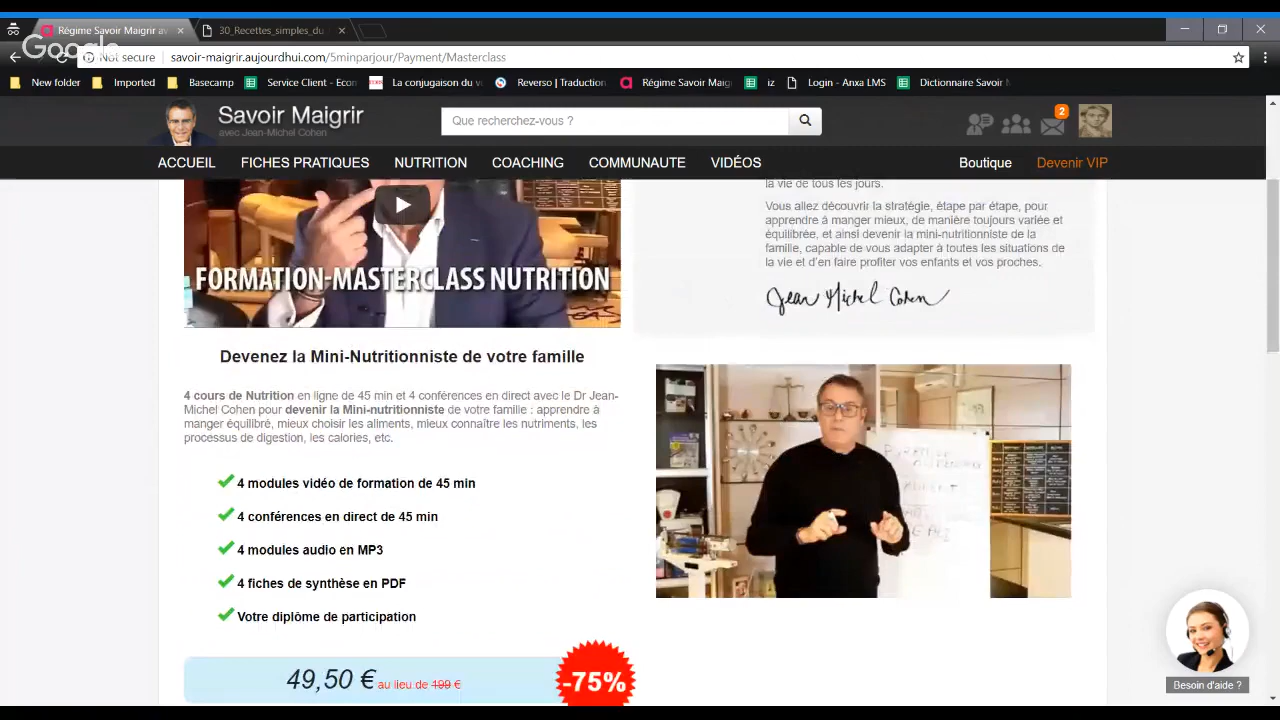 Régime Savoir Maigrir av
30_Recettes_simples_du
Google
Not secure
savoir-maigrir.aujourdhui.com/5minparjour/Payment/Masterclass
New folder
Imported
Basecamp
Service Client - Econ
La conjugaison du v
Reverso | Traduction
Régime Savoir Maigr
iz
Login - Anxa LMS
Dictionnaire Savoir
Savoir Maigrir
avec Jean-Michel Cohen
Que recherchez-vous ?
2
ACCUEIL FICHES PRATIQUES NUTRITION COACHING COMMUNAUTE VIDÉOS Boutique Devenir VIP
FORMATION-MASTERCLASS NUTRITION
la vie de tous les jours.
Vous allez découvrir la stratégie, étape par étape, pour
apprendre à manger mieux, de manière toujours variée et
équilibrée, et ainsi devenir la mini-nutritionniste de la
famille, capable de vous adapter à toutes les situations de
la vie et d'en faire profiter vos enfants et vos proches.
Jean Michel Cohen
Devenez la Mini-Nutritionniste de votre famille
4 cours de Nutrition en ligne de 45 min et 4 conférences en direct avec le Dr Jean-
Michel Cohen pour devenir la Mini-nutritionniste de votre famille : apprendre à
manger équilibré, mieux choisir les aliments, mieux connaître les nutriments, les
processus de digestion, les calories, etc.
4 modules vidéo de formation de 45 min
4 conférences en direct de 45 min
4 modules audio en MP3
4 fiches de synthèse en PDF
Votre diplôme de participation
49,50 € au lieu de 199 €
-75%
Besoin d'aide ?